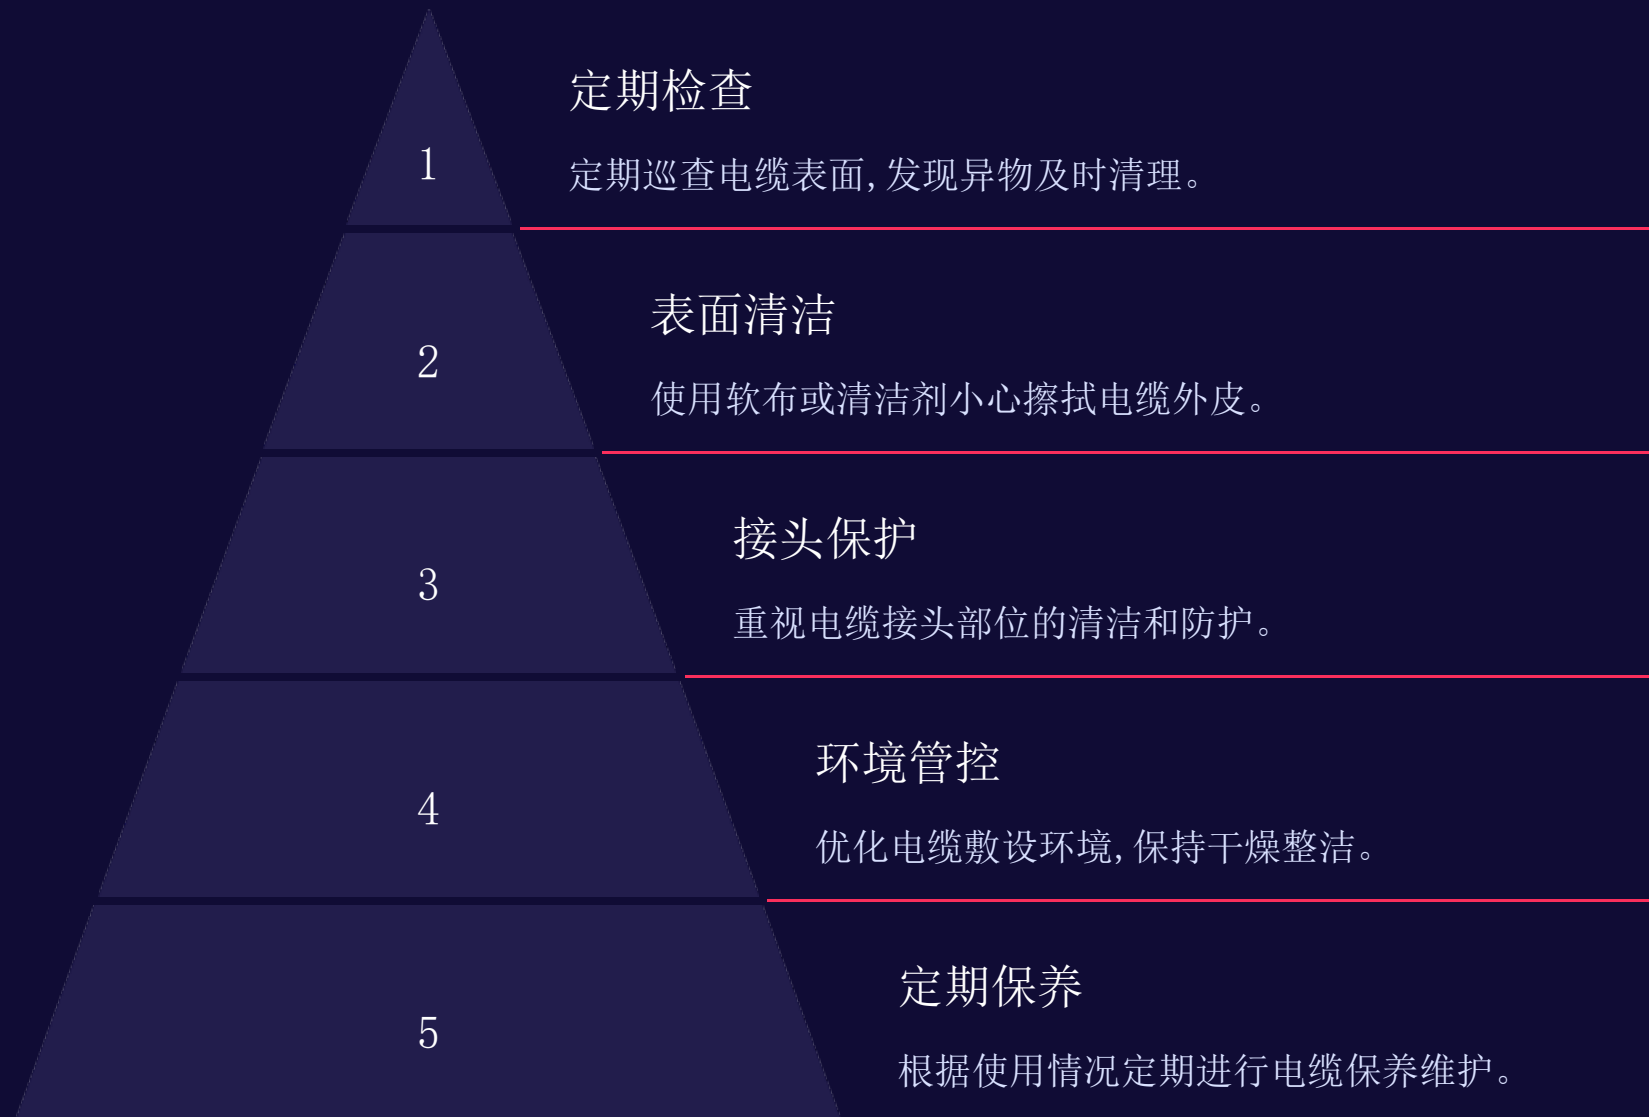 1
定期检查
定期巡查电缆表面,发现异物及时清理。
2
表面清洁
使用软布或清洁剂小心擦拭电缆外皮。
3
接头保护
重视电缆接头部位的清洁和防护。
4
环境管控
优化电缆敷设环境,保持干燥整洁。
5
定期保养
根据使用情况定期进行电缆保养维护。